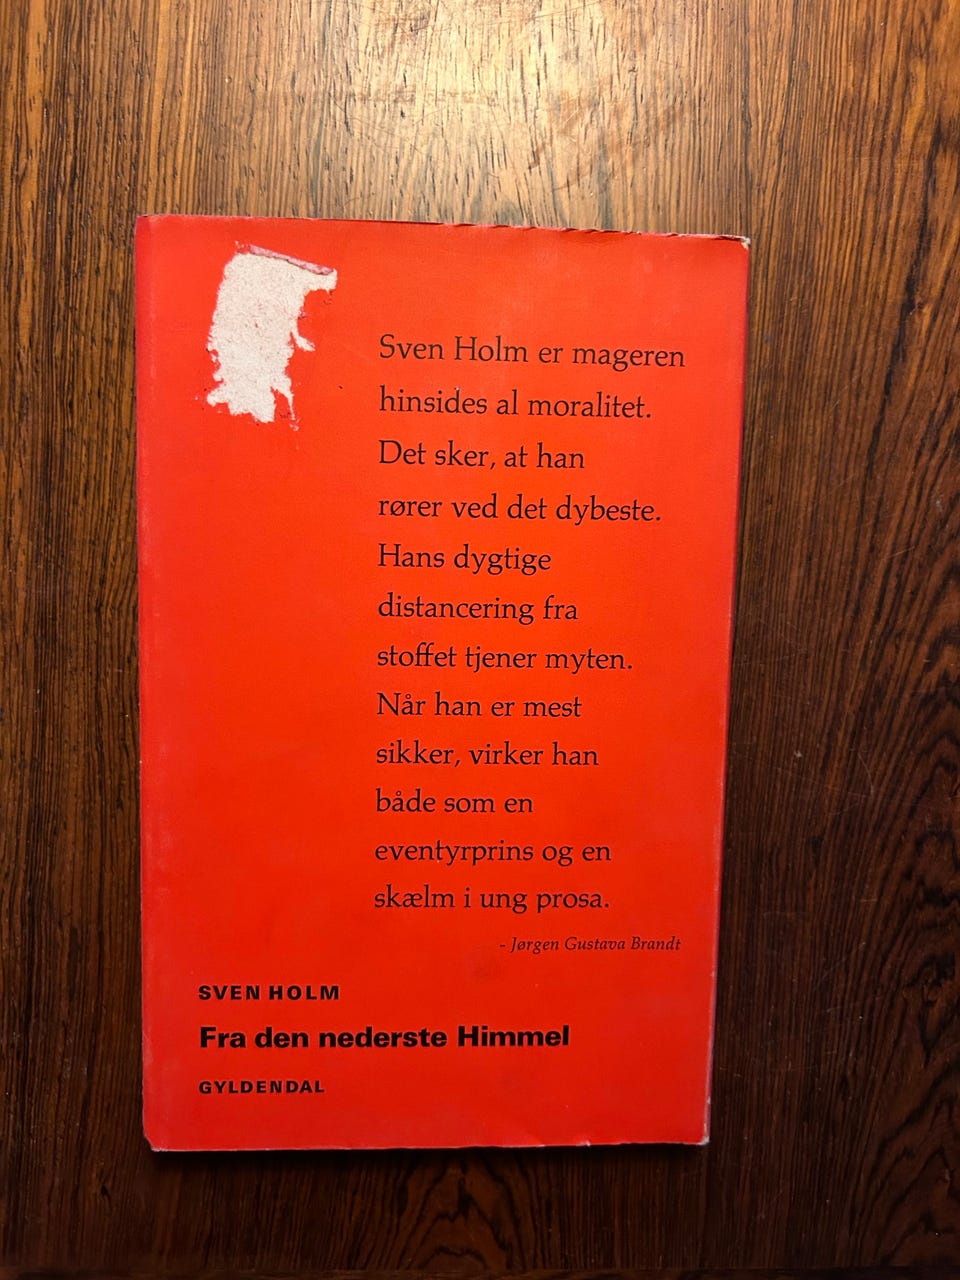 Sven Holm er mageren
hinsides al moralitet.
Det sker, at han
rører ved det dybeste.
Hans dygtige
distancering fra
stoffet tjener myten.
Når han er mest
sikker, virker han
både som en
eventyrprins og en
skælm i ung prosa.
- Jørgen Gustava Brandt
SVEN HOLM
Fra den nederste Himmel
GYLDENDAL